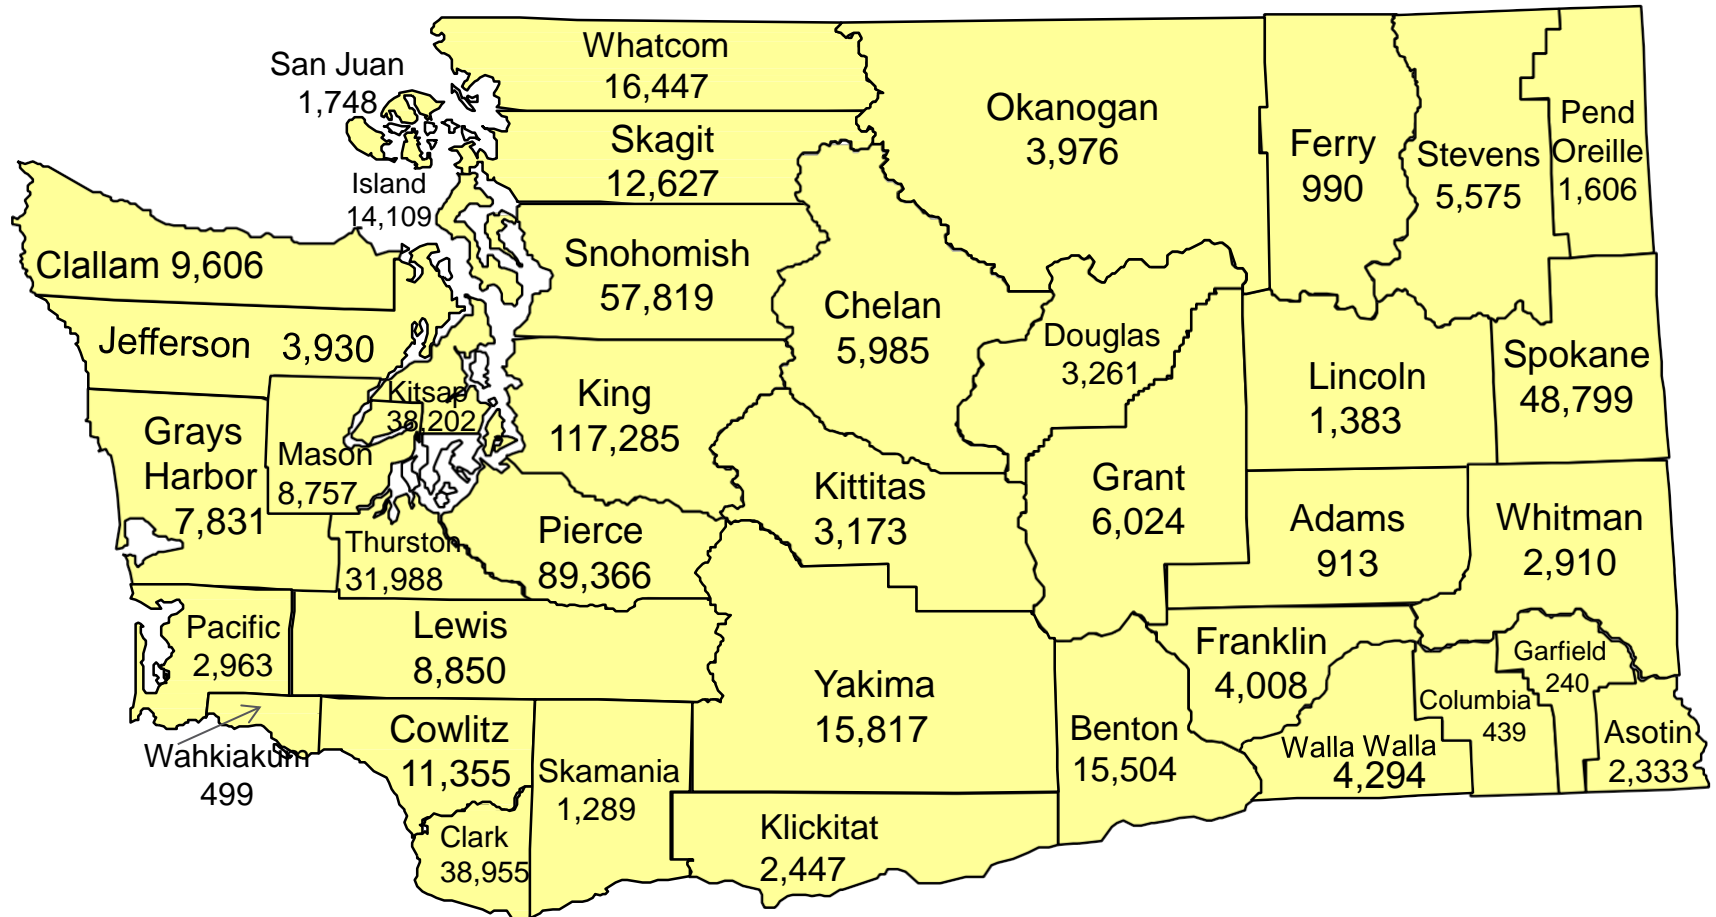 Whatcom
16,447
San Juan
1,748
Okanogan
3,976
Ferry
990
Stevens
5,575
Pend
Oreille
1,606
Skagit
12,627
Island
14,109
Clallam 9,606
Snohomish
57,819
Chelan
5,985
Douglas
3,261
Jefferson 3,930
Lincoln
1,383
Spokane
48,799
Kitsap
38,202
King
117,285
Grays
Harbor
7,831
Mason
8,757
Kittitas
3,173
Grant
6,024
Adams
913
Whitman
2,910
Thurston
31,988
Pierce
89,366
Pacific
2,963
Lewis
8,850
Yakima
15,817
Franklin
4,008
Garfield
240
Columbia
439
Asotin
2,333
Wahkiakum
499
Cowlitz
11,355
Skamania
1,289
Benton
15,504
Walla Walla
4,294
Clark
38,955
Klickitat
2,447